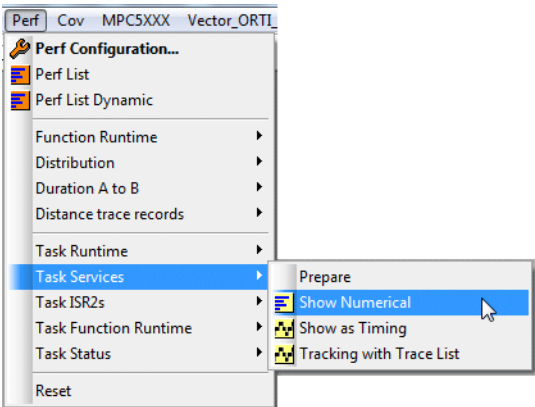 Perf Cov MPC5XXX Vector_ORTI_
Perf Configuration...
Perf List
Perf List Dynamic
Function Runtime
Distribution
Duration A to B
Distance trace records
Task Runtime
Task Services
Prepare
Task ISR2s
Show Numerical
Task Function Runtime
Show as Timing
Task Status
Tracking with Trace List
Reset